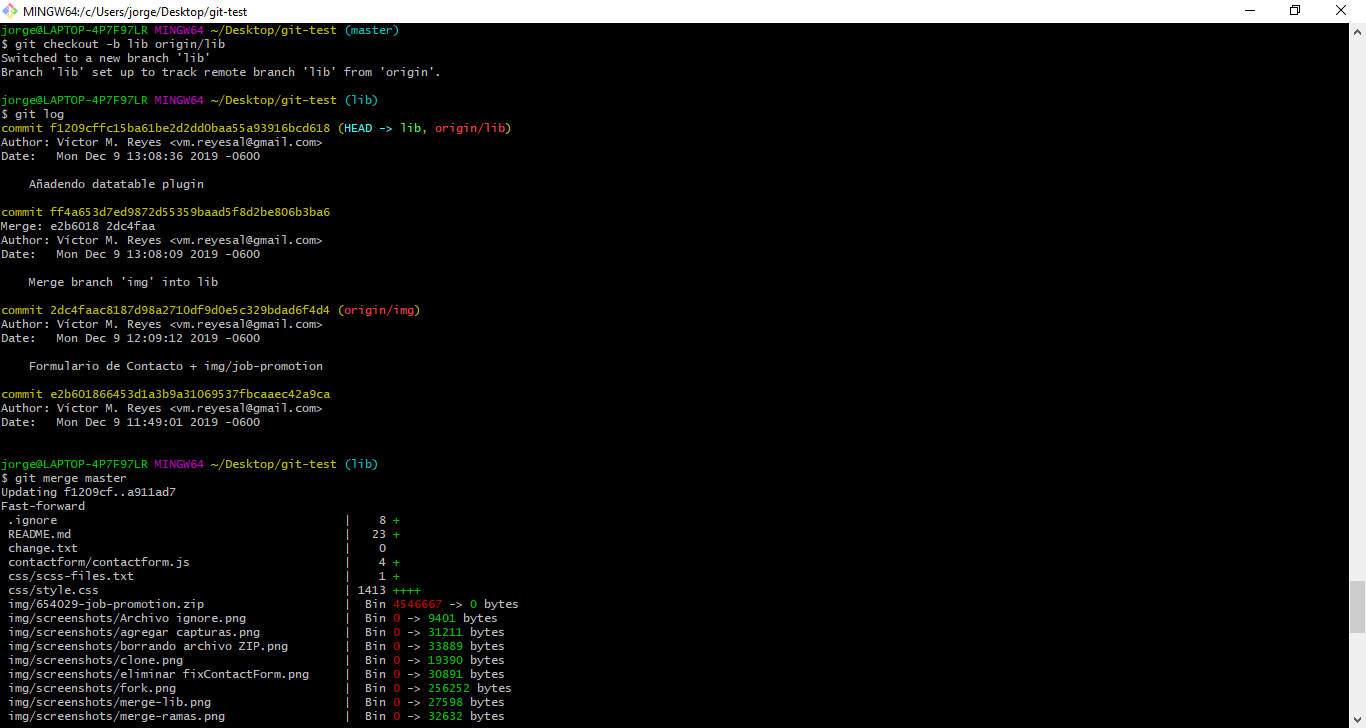 MINGW64:/c/Users/jorge/Desktop/git-test
jorge@LAPTOP-4P7F97LR MINGW64 ~/Desktop/git-test (master)
$ git checkout -b lib origin/lib
Switched to a new branch 'lib'
Branch 'lib' set up to track remote branch 'lib' from 'origin'.
jorge@LAPTOP-4P7F97LR MINGW64 ~/Desktop/git-test (lib)
$ git log
commit f1209cffc15ba61be2d2dd0baa55a93916bcd618 (HEAD -> lib, origin/lib)
Author: Víctor M. Reyes <vm.reyesal@gmail.com>
Date:   Mon Dec 9 13:08:36 2019 -0600
    Añadendo datatable plugin
commit ff4a653d7ed9872d55359baad5f8d2be806b3ba6
Merge: e2b6018 2dc4faa
Author: Víctor M. Reyes <vm.reyesal@gmail.com>
Date:   Mon Dec 9 13:08:09 2019 -0600
    Merge branch 'img' into lib
commit 2dc4faac8187d98a2710df9d0e5c329bdad6f4d4 (origin/img)
Author: Víctor M. Reyes <vm.reyesal@gmail.com>
Date:   Mon Dec 9 12:09:12 2019 -0600
    Formulario de Contacto + img/job-promotion
commit e2b601866453d1a3b9a31069537fbcaaec42a9ca
Author: Víctor M. Reyes <vm.reyesal@gmail.com>
Date:   Mon Dec 9 11:49:01 2019 -0600
jorge@LAPTOP-4P7F97LR MINGW64 ~/Desktop/git-test (lib)
$ git merge master
Updating f1209cf..a911ad7
Fast-forward
 .ignore | 8 +
 README.md | 23 +
 change.txt | 0
 contactform/contactform.js | 4 +
 css/scss-files.txt | 1 +
 css/style.css | 1413 ++++
 img/654029-job-promotion.zip | Bin 4546667 -> 0 bytes
 img/screenshots/Archivo ignore.png | Bin 0 -> 9401 bytes
 img/screenshots/agregar capturas.png | Bin 0 -> 31211 bytes
 img/screenshots/borrando archivo ZIP.png | Bin 0 -> 33889 bytes
 img/screenshots/clone.png | Bin 0 -> 19390 bytes
 img/screenshots/eliminar fixContactForm.png | Bin 0 -> 30891 bytes
 img/screenshots/fork.png | Bin 0 -> 256252 bytes
 img/screenshots/merge-lib.png | Bin 0 -> 27598 bytes
 img/screenshots/merge-ramas.png | Bin 0 -> 32632 bytes